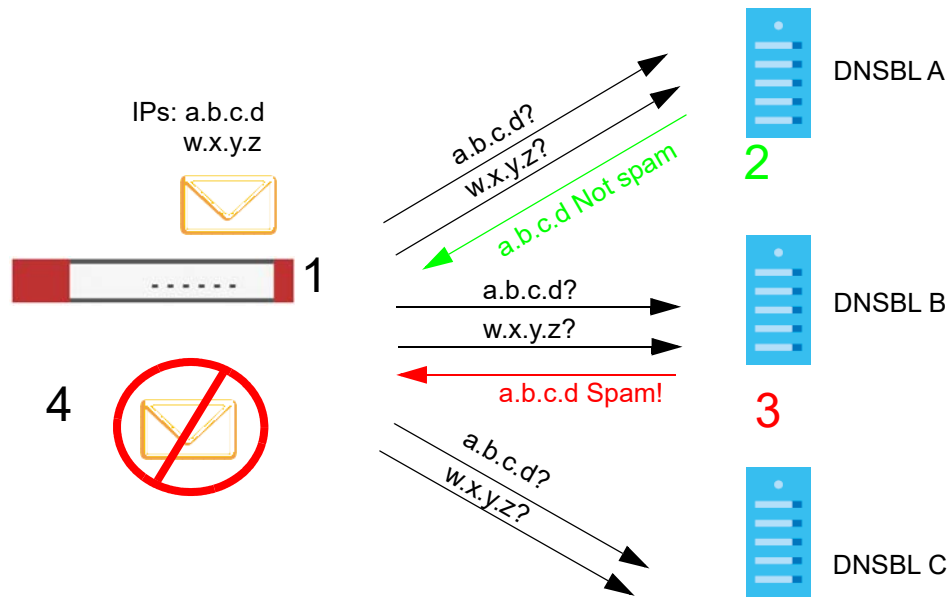 IPs: a.b.c.d
w.x.y.z
1
a.b.c.d?
w.x.y.z?
a.b.c.d Not spam
DNSBL A
2
a.b.c.d?
w.x.y.z?
a.b.c.d Spam!
DNSBL B
3
4
a.b.c.d?
w.x.y.z?
DNSBL C